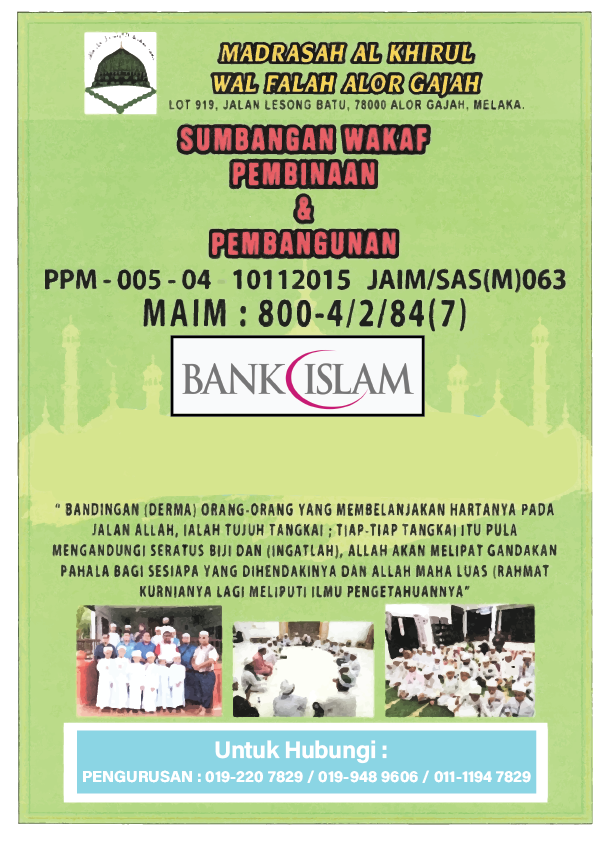 MADRASAH AL KHIRUL
WAL FALAH ALOR GAJAH
LOT 919, JALAN LESONG BATU, 78000 ALOR GAJAH, MELAKA.
SUMBANGAN WAKAF
PEMBINAAN
&
PEMBANGUNAN
PPM - 005 - 04 - 10112015 JAIM/SAS(M)063
MAIM : 800-4/2/84(7)
BANK ISLAM
" BANDINGAN (DERMA) ORANG-ORANG YANG MEMBELANJAKAN HARTANYA PADA
JALAN ALLAH, IALAH TUJUH TANGKAI ; TIAP-TIAP TANGKAI ITU PULA
MENGANDUNGI SERATUS BIJI DAN (INGATLAH), ALLAH AKAN MELIPAT GANDAKAN
PAHALA BAGI SESIAPA YANG DIHENDAKINYA DAN ALLAH MAHA LUAS (RAHMAT
KURNIANYA LAGI MELIPUTI ILMU PENGETAHUANNYA"
Untuk Hubungi :
PENGURUSAN : 019-220 7829 / 019-948 9606 / 011-1194 7829